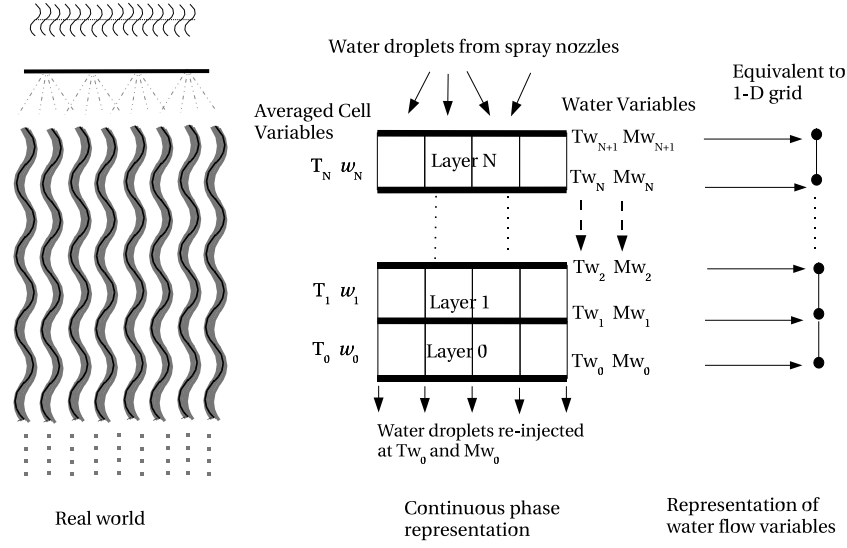 Water droplets from spray nozzles
Equivalent to
1-D grid
Averaged Cell
Variables
Water Variables
Tw_N+1 Mw_N+1
T_N w_N
Layer N
Tw_N Mw_N
Tw_2 Mw_2
T_1 w_1
Layer 1
Tw_1 Mw_1
T_0 w_0
Layer 0
Tw_0 Mw_0
Water droplets re-injected
at Tw_0 and Mw_0
Real world
Continuous phase
representation
Representation of
water flow variables